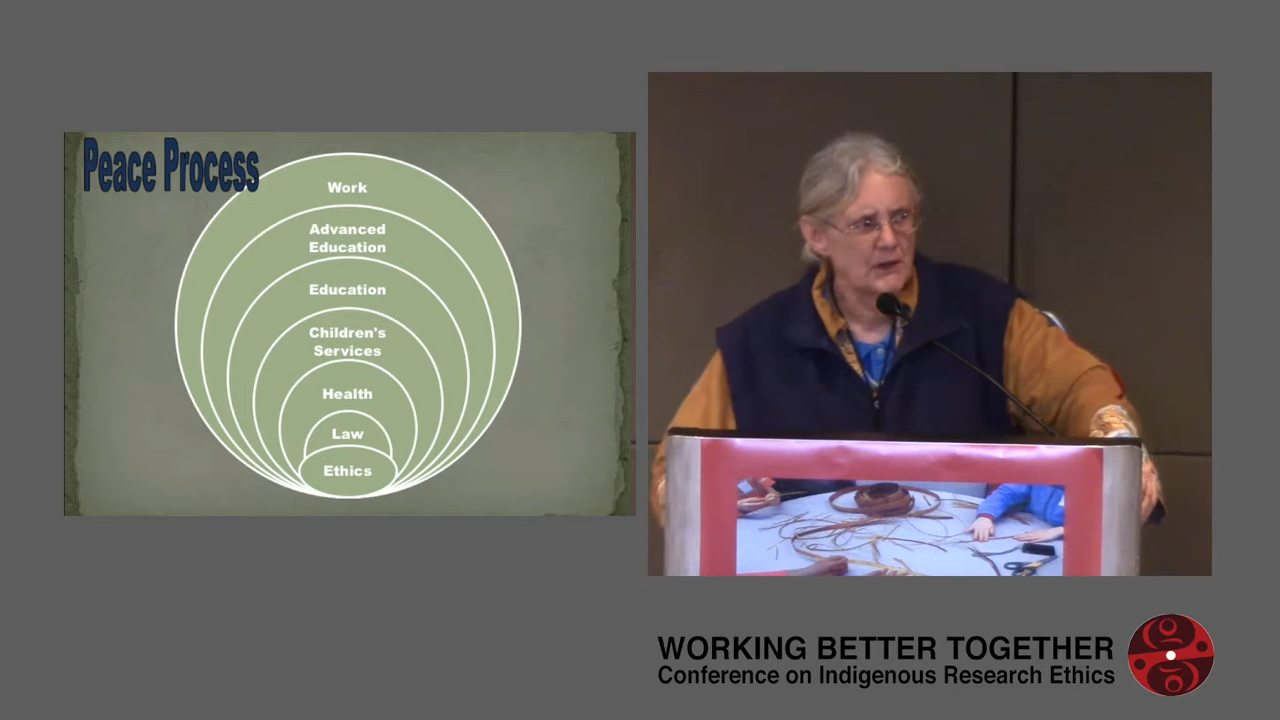 Peace Process
Work
Advanced
Education
Education
Children's
Services
Health
Law
Ethics
WORKING BETTER TOGETHER
Conference on Indigenous Research Ethics